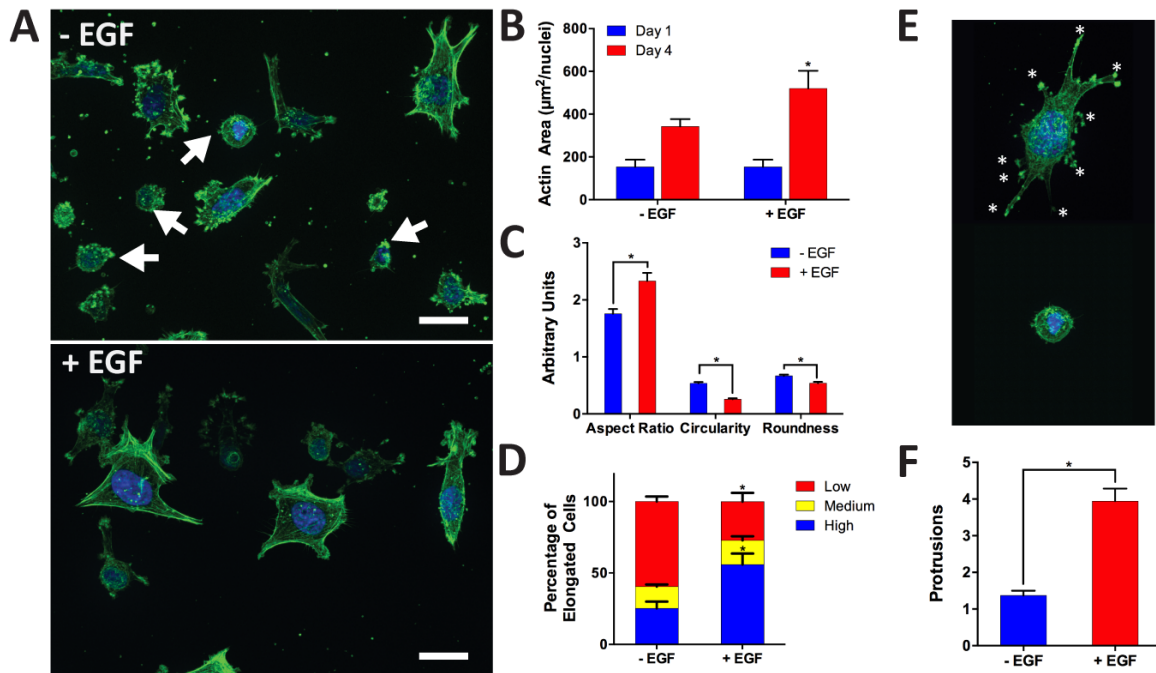 A
- EGF
+ EGF
B
Day 1
Day 4
Actin Area (µm²/nuclei)
800
600
400
200
0
*
- EGF
+ EGF
C
- EGF
+ EGF
Arbitrary Units
3
2
1
0
*
*
*
Aspect Ratio
Circularity
Roundness
D
Low
Medium
High
Percentage of
Elongated Cells
100
50
0
*
*
- EGF
+ EGF
E
*
*
*
*
*
*
*
*
*
F
Protrusions
5
4
3
2
1
0
*
- EGF
+ EGF